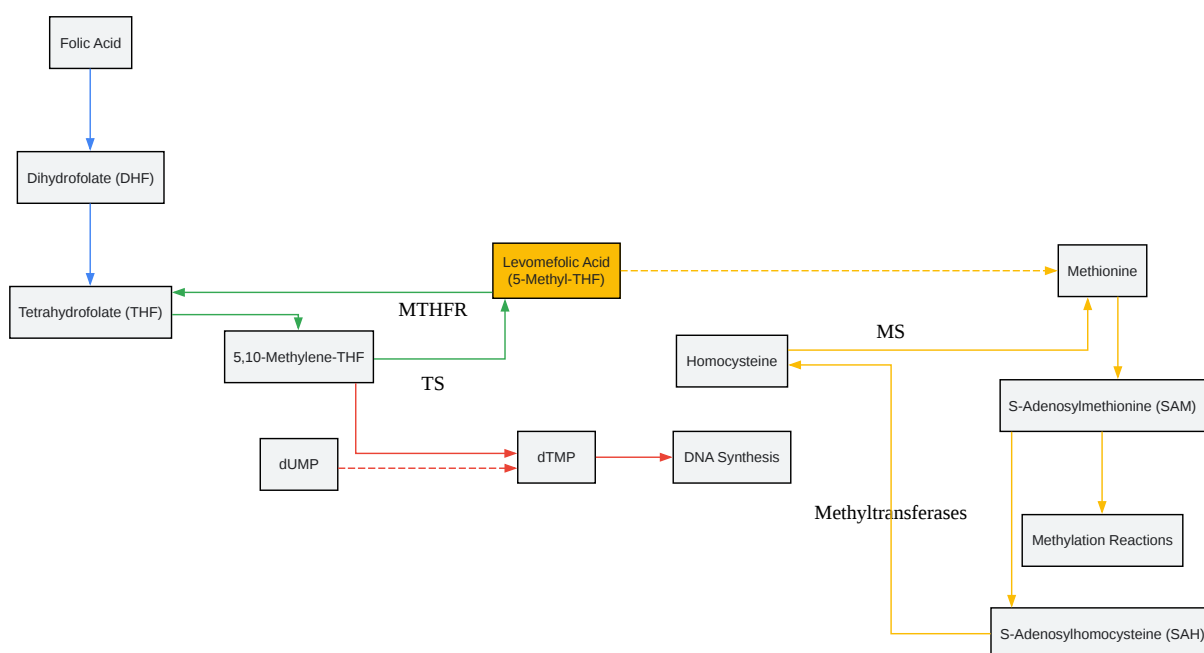 Folic Acid
Dihydrofolate (DHF)
Levomefolic Acid
(5-Methyl-THF)
Methionine
Tetrahydrofolate (THF)
MTHFR
MS
5,10-Methylene-THF
Homocysteine
TS
S-Adenosylmethionine (SAM)
dUMP
dTMP
DNA Synthesis
Methyltransferases
Methylation Reactions
S-Adenosylhomocysteine (SAH)